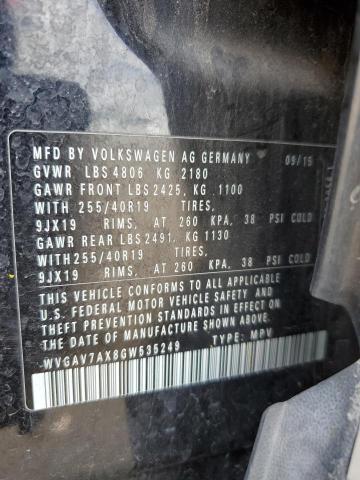 MFD BY VOLKSWAGEN AG GERMANY 09/15
GVWR LBS 4806 KG 2180
GAWR FRONT LBS 2425, KG 1100
WITH 255/40R19 TIRES,
9JX19 RIMS, AT 260 KPA, 38 PSI COLD
GAWR REAR LBS 2491, KG 1130
WITH 255/40R19 TIRES,
9JX19 RIMS, AT 260 KPA, 38 PSI COLD
THIS VEHICLE CONFORMS TO ALL APPLICABLE
U.S. FEDERAL MOTOR VEHICLE SAFETY AND
THEFT PREVENTION STANDARDS IN EFFECT
ON THE DATE OF MANUFACTURE SHOWN ABOVE.
WVGAV7AX8GW535249 TYPE: MPV